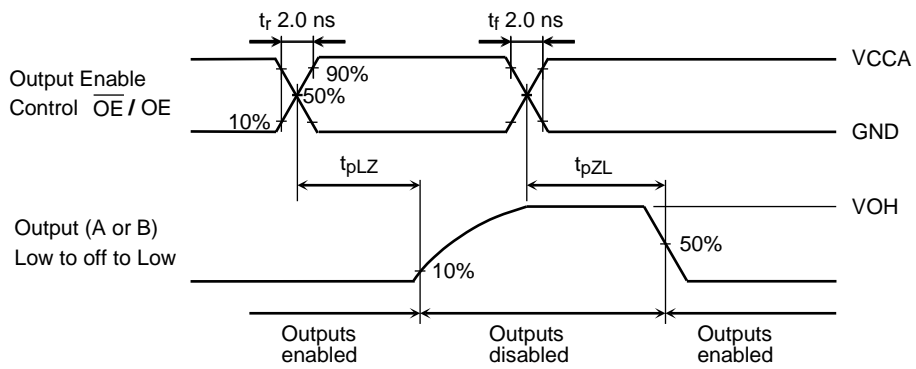 tr 2.0 ns
tf 2.0 ns
VCCA
Output Enable
Control OE / OE
90%
50%
10%
GND
tpLZ
tpZL
VOH
Output (A or B)
Low to off to Low
50%
10%
Outputs enabled
Outputs disabled
Outputs enabled